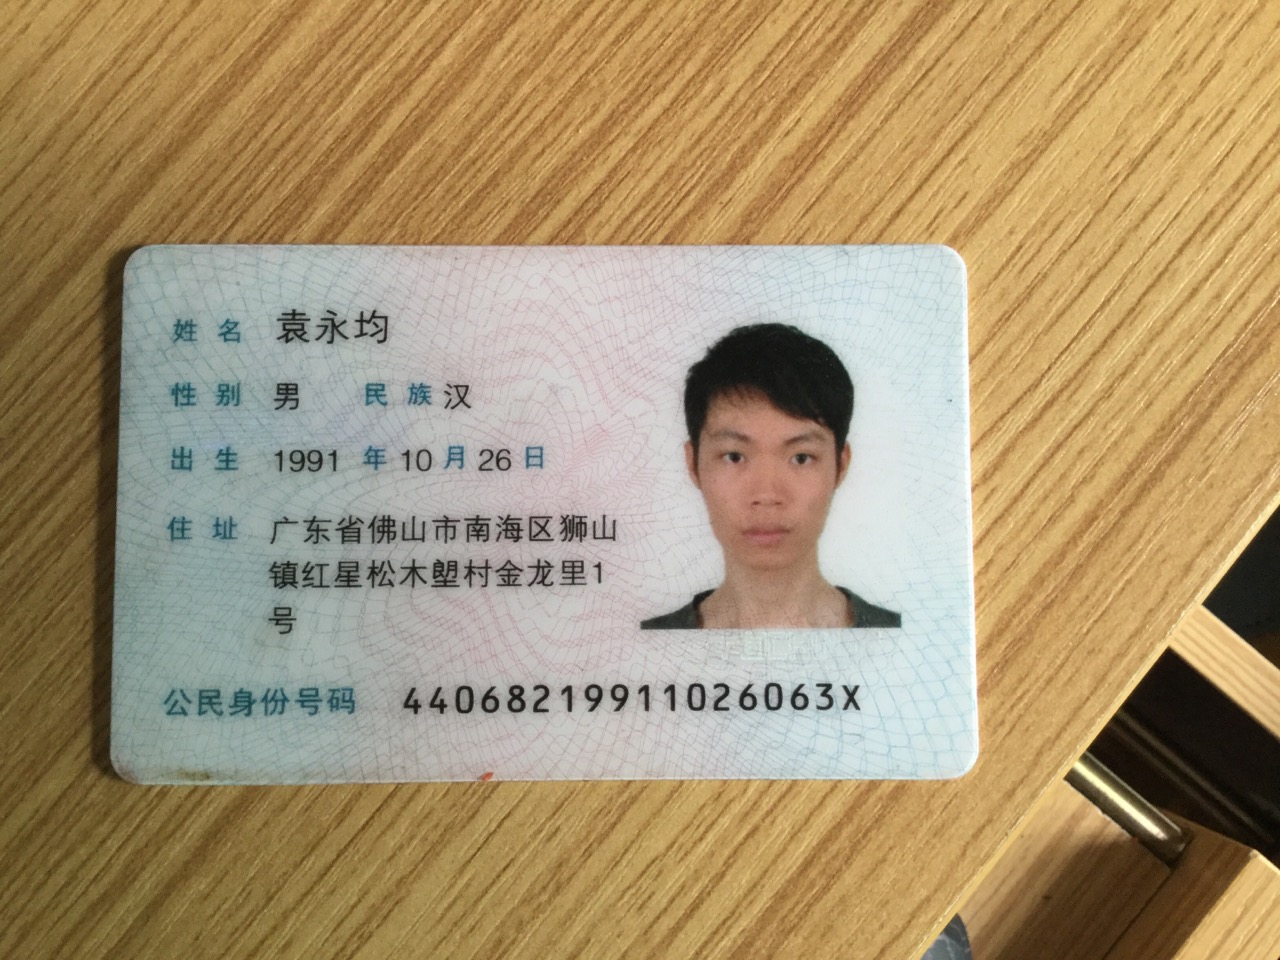 姓名 袁永均
性别 男 民族 汉
出生 1991 年 10 月 26 日
住址 广东省佛山市南海区狮山
镇红星松木塱村金龙里1
号
公民身份号码 44068219911026063X